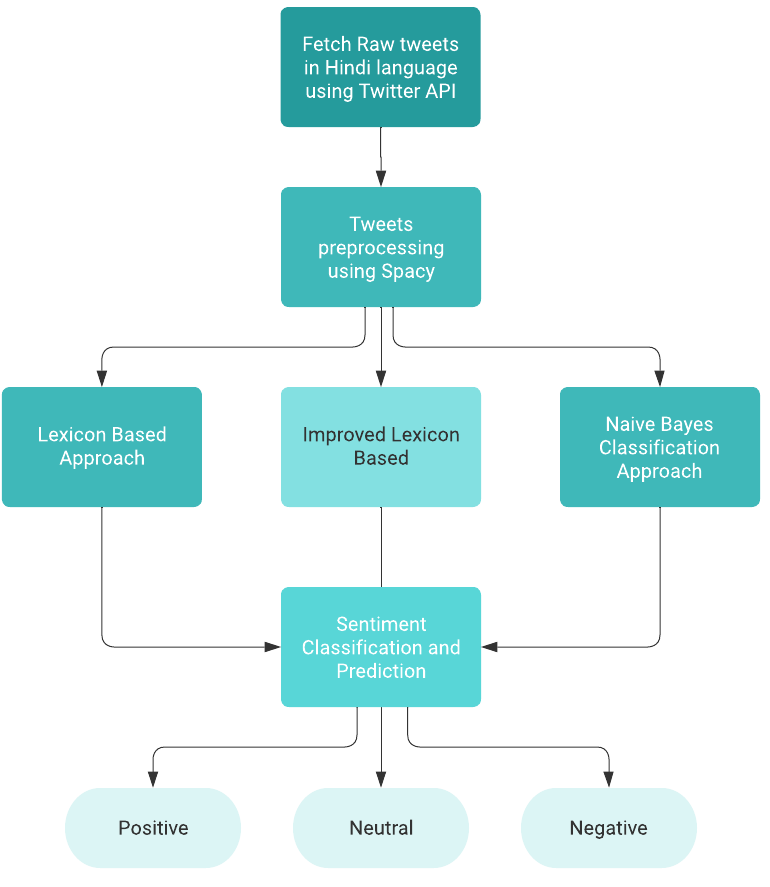 Fetch Raw tweets
in Hindi language
using Twitter API
Tweets
preprocessing
using Spacy
Lexicon Based
Approach
Improved Lexicon
Based
Naive Bayes
Classification
Approach
Sentiment
Classification and
Prediction
Positive
Neutral
Negative